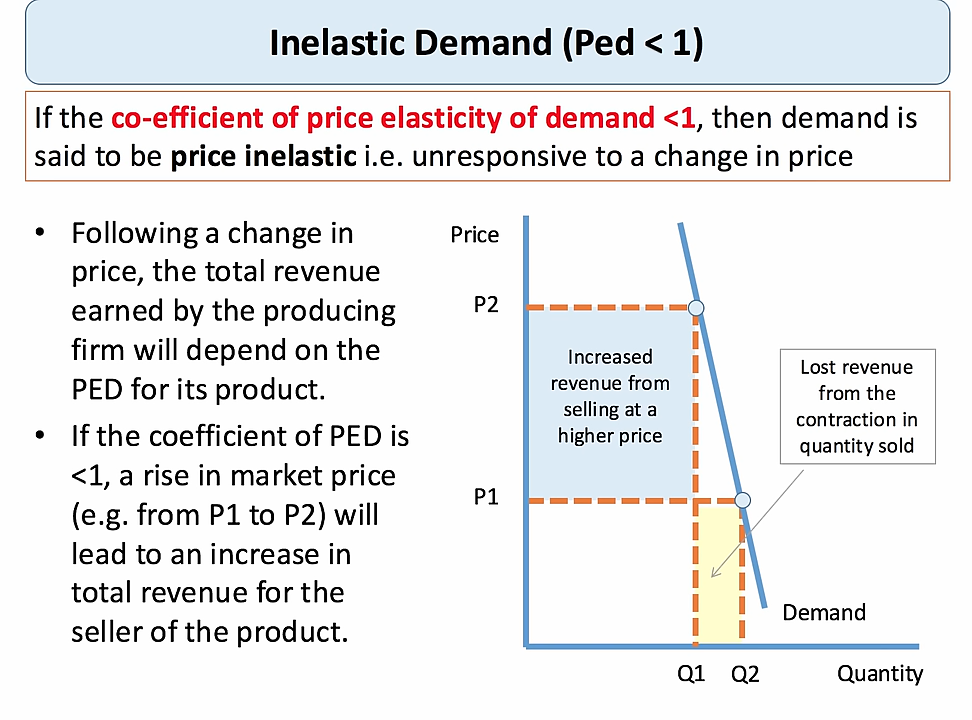 Inelastic Demand (Ped < 1)
If the co-efficient of price elasticity of demand <1, then demand is
said to be price inelastic i.e. unresponsive to a change in price
• Following a change in
price, the total revenue
earned by the producing
firm will depend on the
PED for its product.
• If the coefficient of PED is
<1, a rise in market price
(e.g. from P1 to P2) will
lead to an increase in
total revenue for the
seller of the product.
Price
P2
Increased
revenue from
selling at a
higher price
Lost revenue
from the
contraction in
quantity sold
P1
Demand
Q1
Q2
Quantity